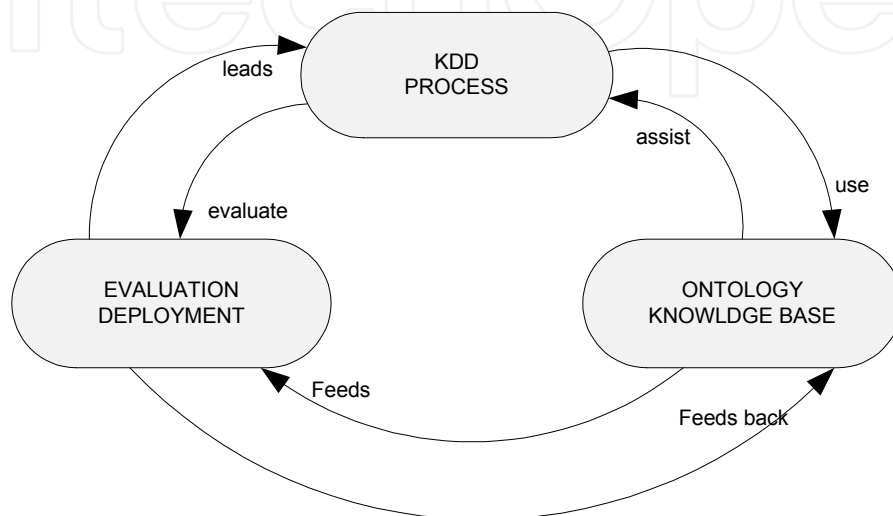 KDD
PROCESS
leads
assist
use
evaluate
EVALUATION
DEPLOYMENT
ONTOLOGY
KNOWLDGE BASE
Feeds
Feeds back